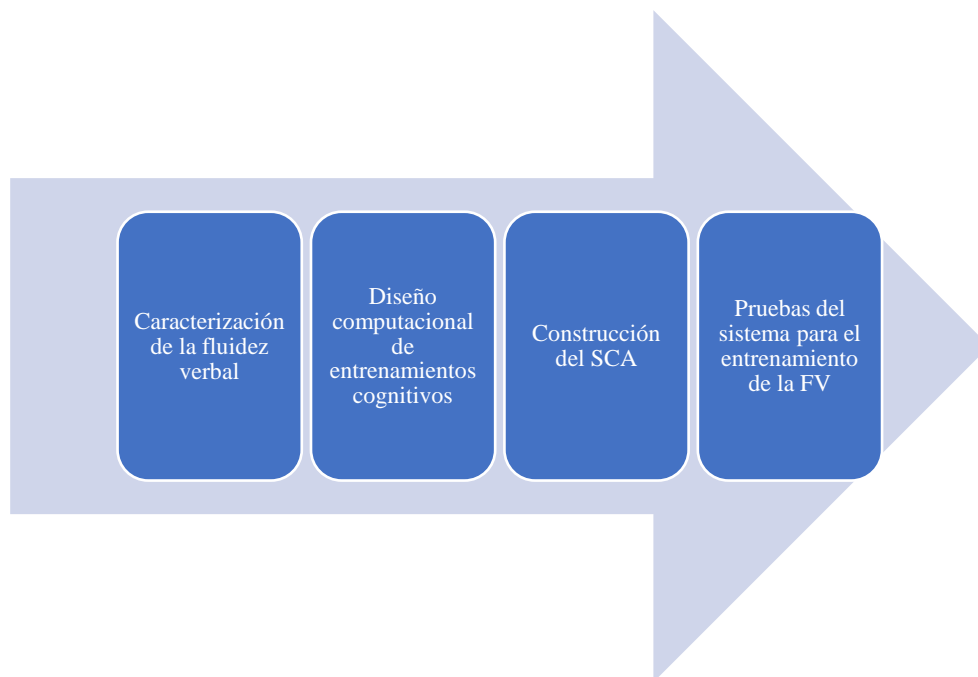 Caracterización
de la fluidez
verbal
Diseño
computacional
de
entrenamientos
cognitivos
Construcción
del SCA
Pruebas del
sistema para el
entrenamiento
de la FV